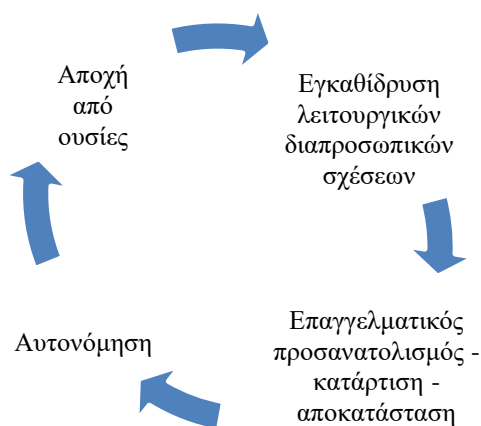 Αποχή
από
ουσίες
Εγκαθίδρυση
λειτουργικών
διαπροσωπικών
σχέσεων
Επαγγελματικός
προσανατολισμός -
κατάρτιση -
αποκατάσταση
Αυτονόμηση